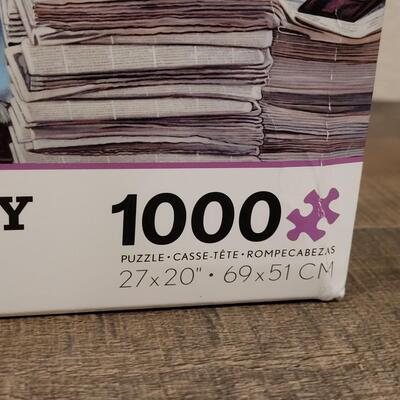 Y
1000
PUZZLE • CASSE-TÊTE • ROMPECABEZAS
27x20" • 69x51 CM